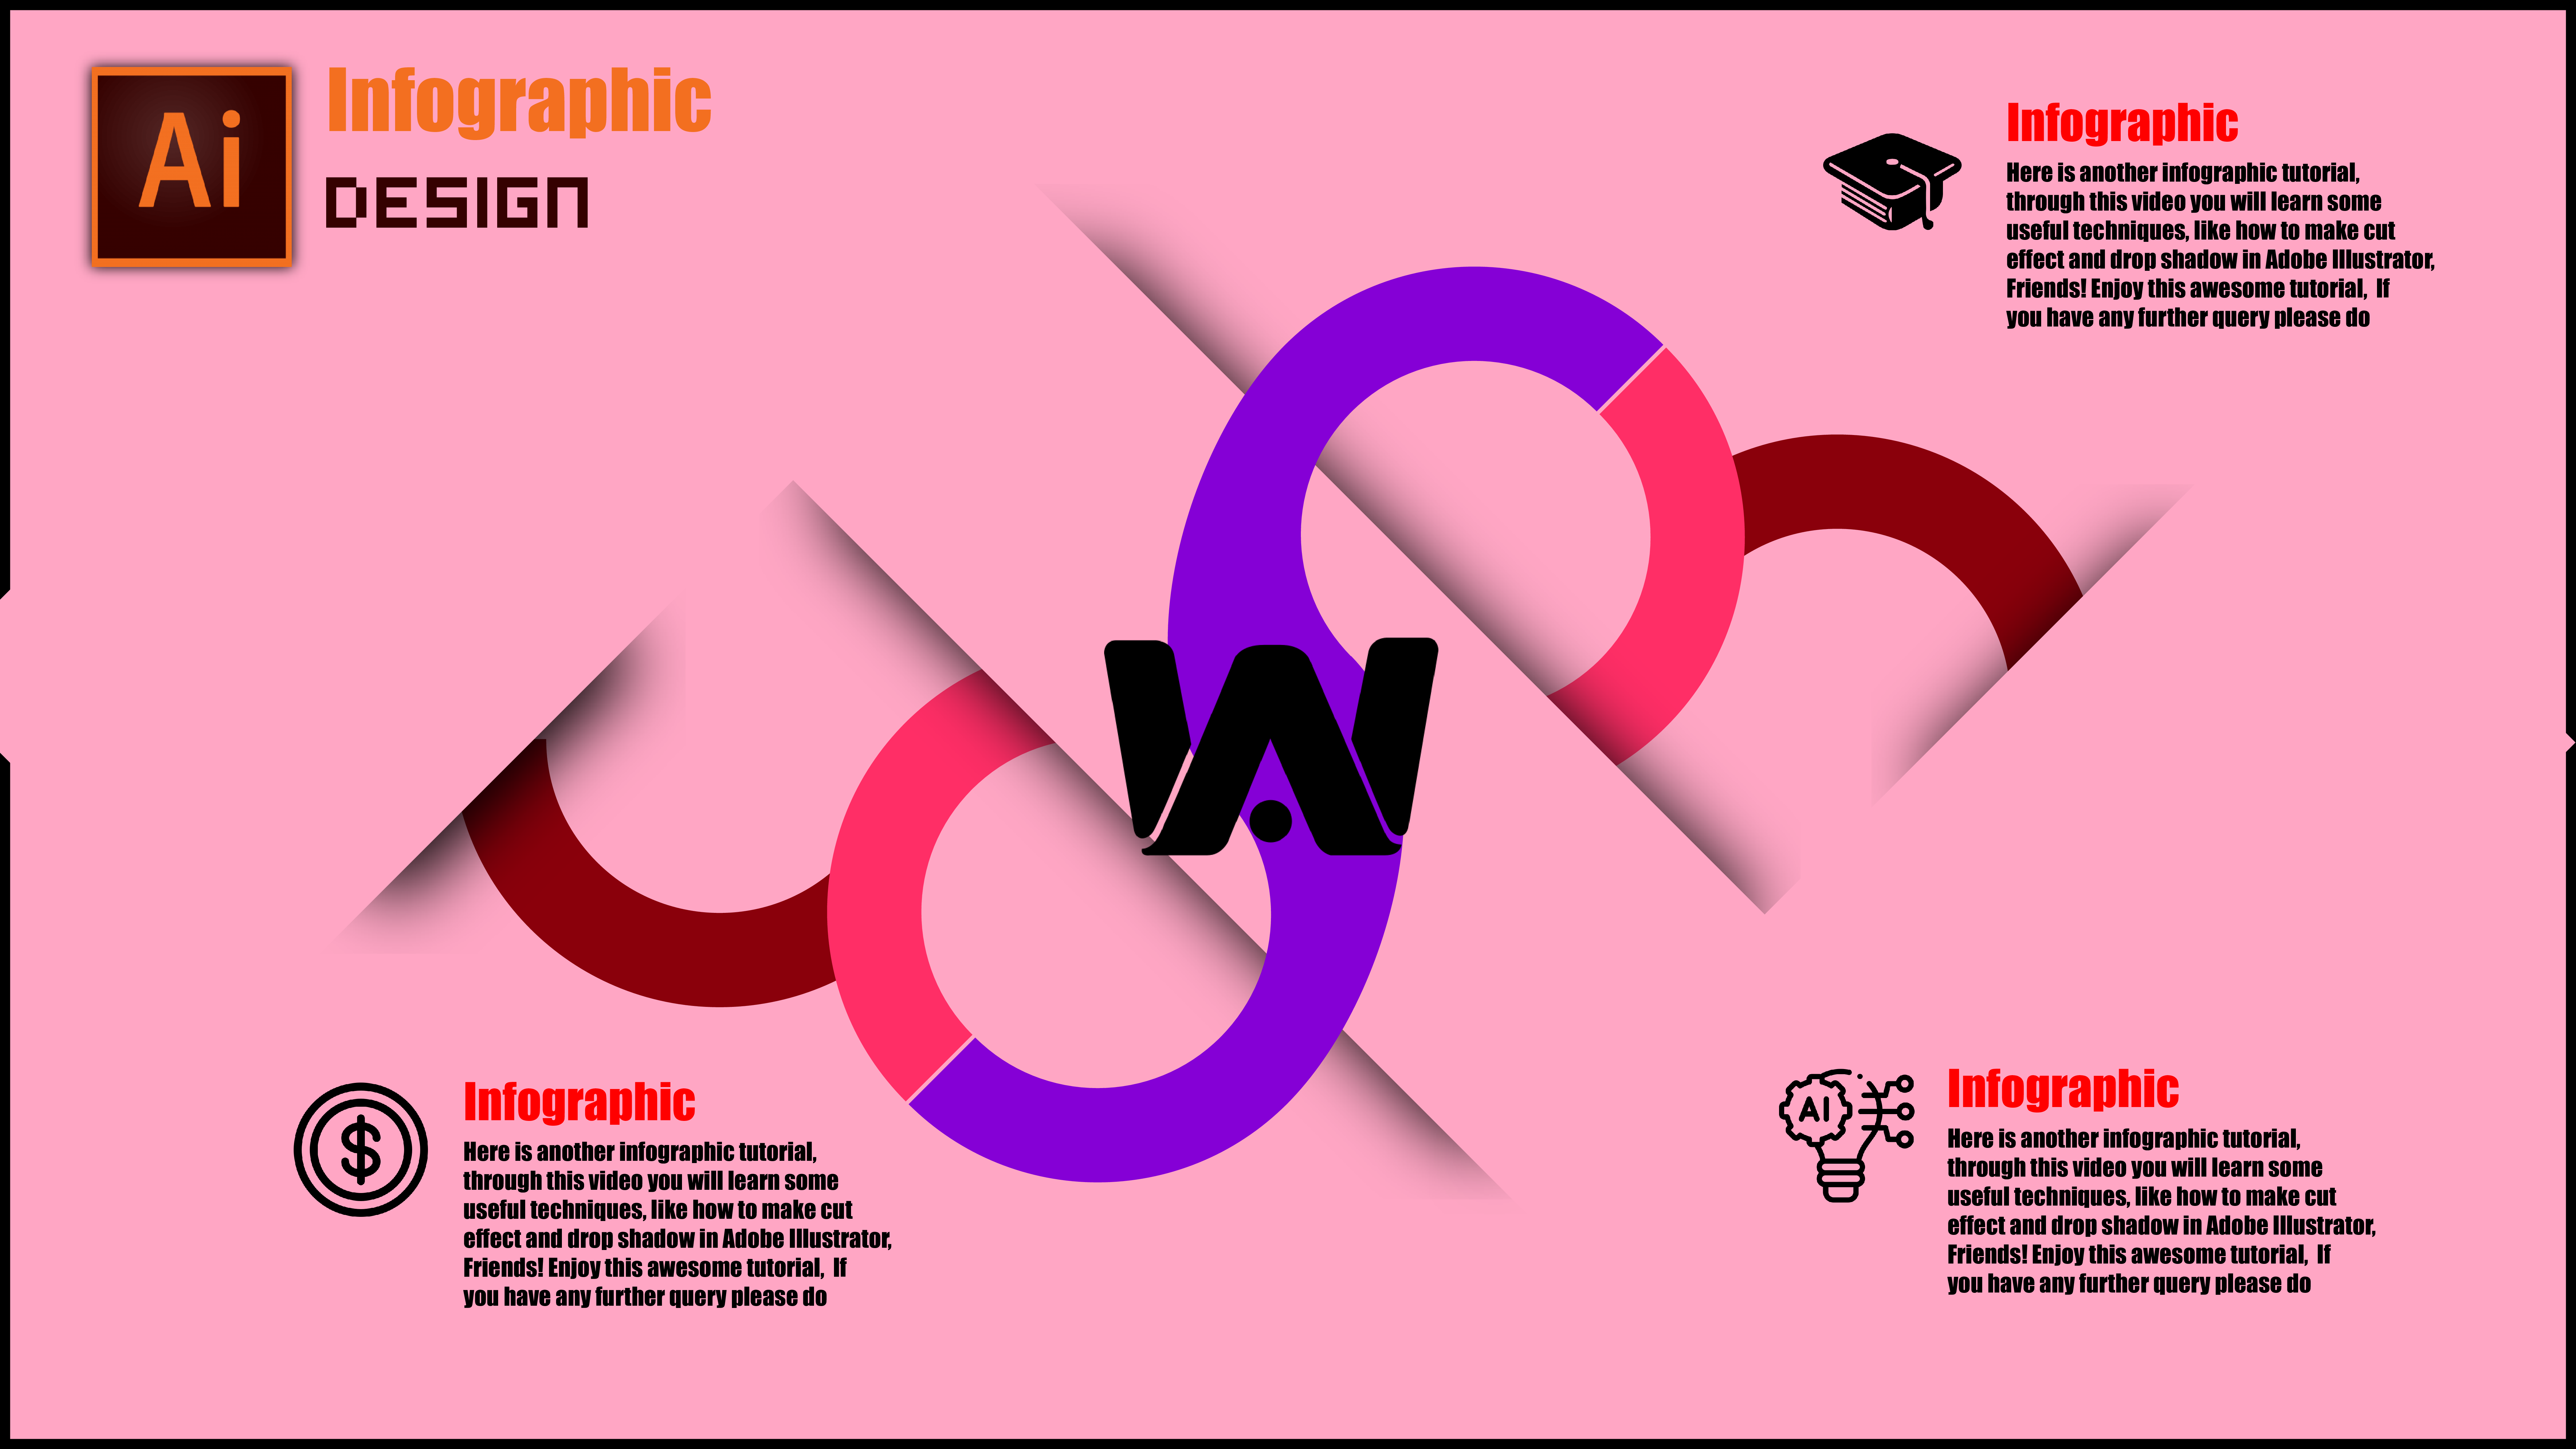 Ai
Infographic
DESIGN
Infographic
Here is another infographic tutorial,
through this video you will learn some
useful techniques, like how to make cut
effect and drop shadow in Adobe Illustrator,
Friends! Enjoy this awesome tutorial,  If
you have any further query please do
W
$
Infographic
Here is another infographic tutorial,
through this video you will learn some
useful techniques, like how to make cut
effect and drop shadow in Adobe Illustrator,
Friends! Enjoy this awesome tutorial,  If
you have any further query please do
AI
Infographic
Here is another infographic tutorial,
through this video you will learn some
useful techniques, like how to make cut
effect and drop shadow in Adobe Illustrator,
Friends! Enjoy this awesome tutorial,  If
you have any further query please do